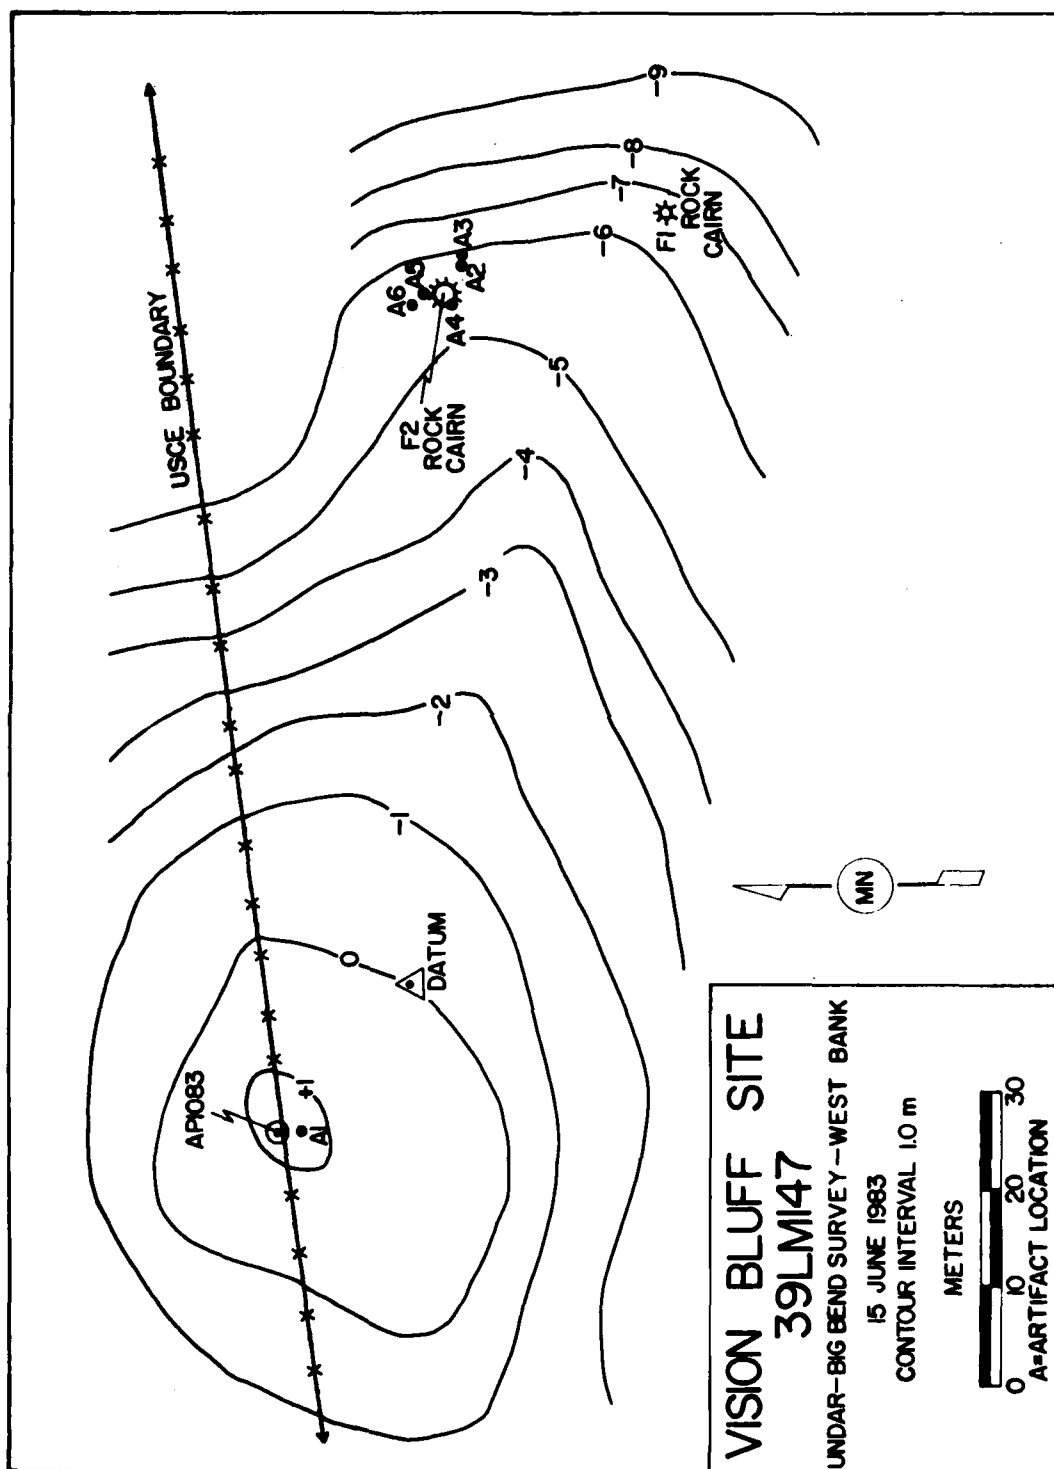 USCE BOUNDARY
-9
-8
-7
F1
ROCK
CAIRN
-6
A3
A2
A5
A6
A4
F2
ROCK
CAIRN
-5
-4
-3
-2
-1
0
DATUM
+1
AP1083
A1
MN
VISION BLUFF SITE
39LM147
UNDAR-BIG BEND SURVEY-WEST BANK
15 JUNE 1983
CONTOUR INTERVAL 1.0 m
METERS
0 10 20 30
A=ARTIFACT LOCATION